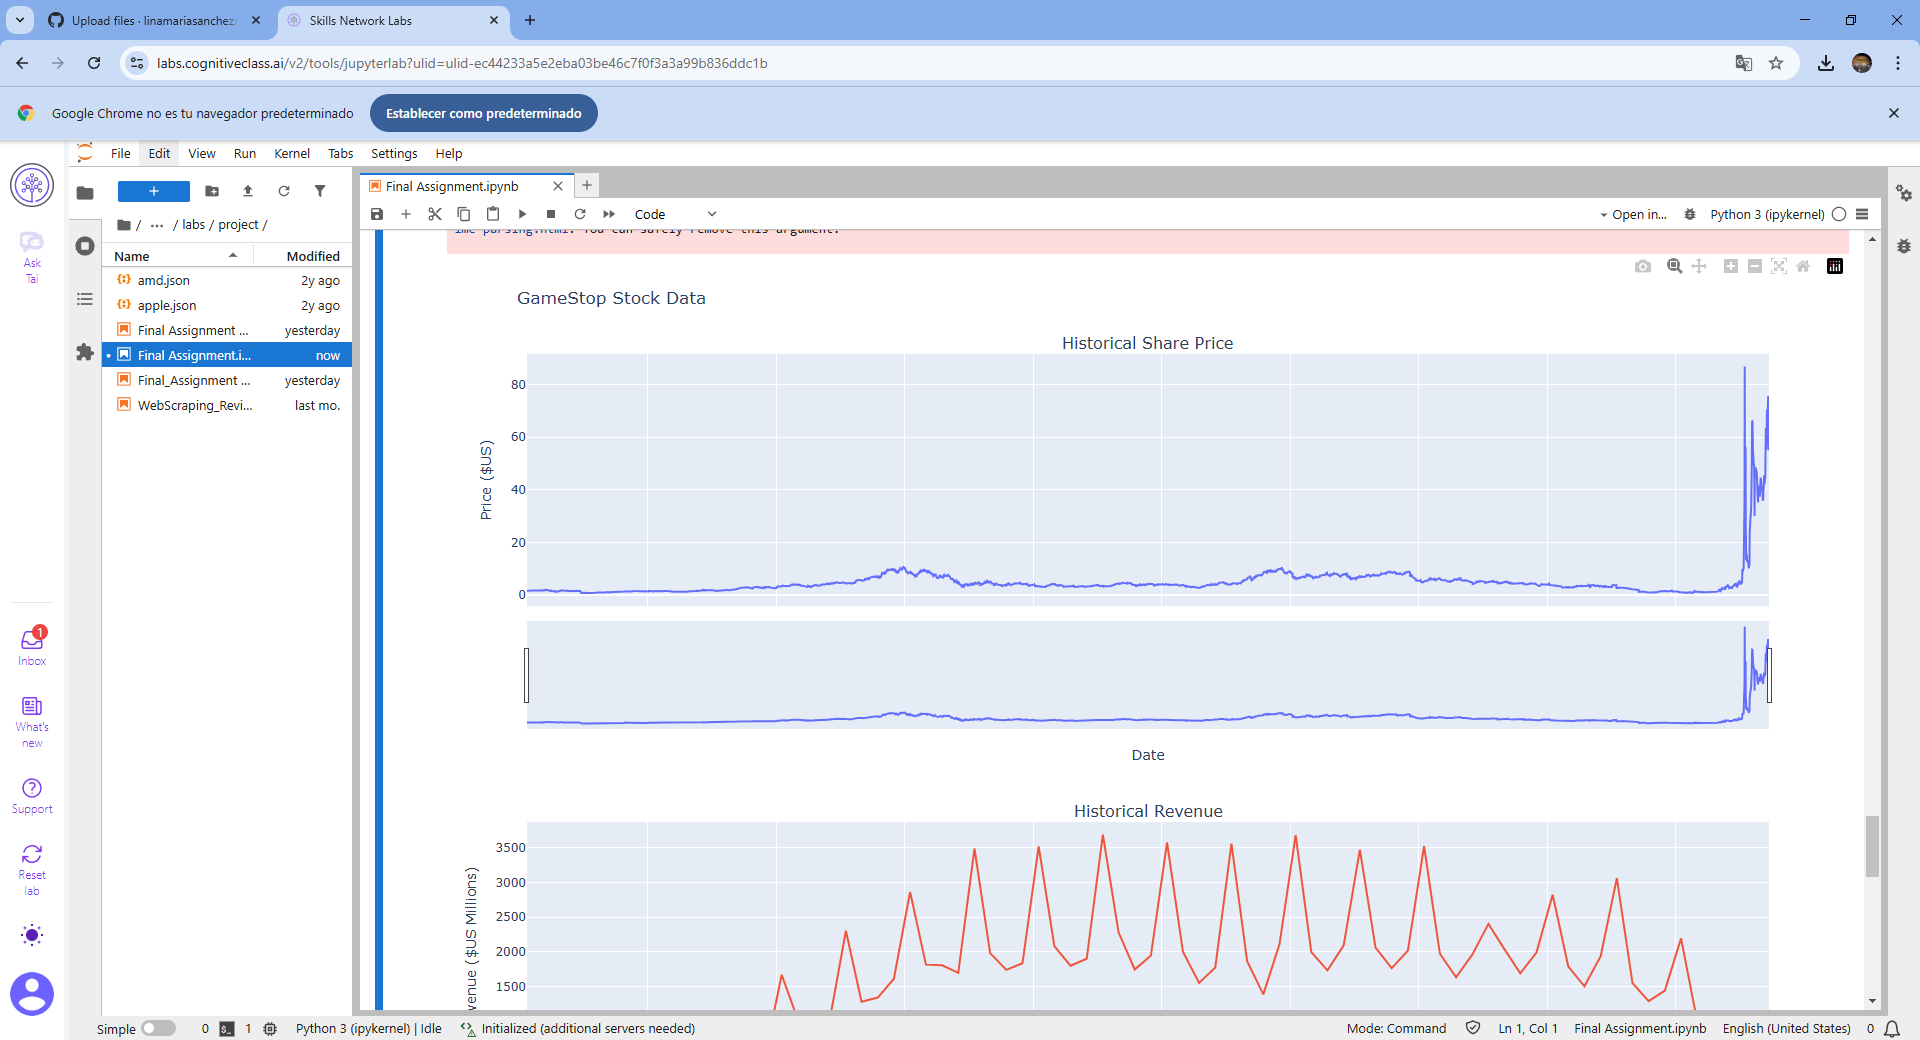 Upload files · linamariasanchez/
Skills Network Labs
labs.cognitiveclass.ai/v2/tools/jupyterlab?ulid=ulid-ec44233a5e2eba03be46c7f0f3a3a99b836ddc1b
Google Chrome no es tu navegador predeterminado
Establecer como predeterminado
File Edit View Run Kernel Tabs Settings Help
Final Assignment.ipynb
Code
Open in...
Python 3 (ipykernel)
/ ··· / labs / project /
Name Modified
amd.json 2y ago
apple.json 2y ago
Final Assignment ... yesterday
Final Assignment.i... now
Final_Assignment ... yesterday
WebScraping_Revi... last mo.
Ask
Tai
1
Inbox
What's
new
Support
Reset
lab
ime-parsing.html. You can safely remove this argument.
GameStop Stock Data
Historical Share Price
80
60
40
20
0
Price ($US)
Date
Historical Revenue
3500
3000
2500
2000
1500
venue ($US Millions)
Simple 0 $_ 1 Python 3 (ipykernel) | Idle Initialized (additional servers needed) Mode: Command Ln 1, Col 1 Final Assignment.ipynb English (United States) 0